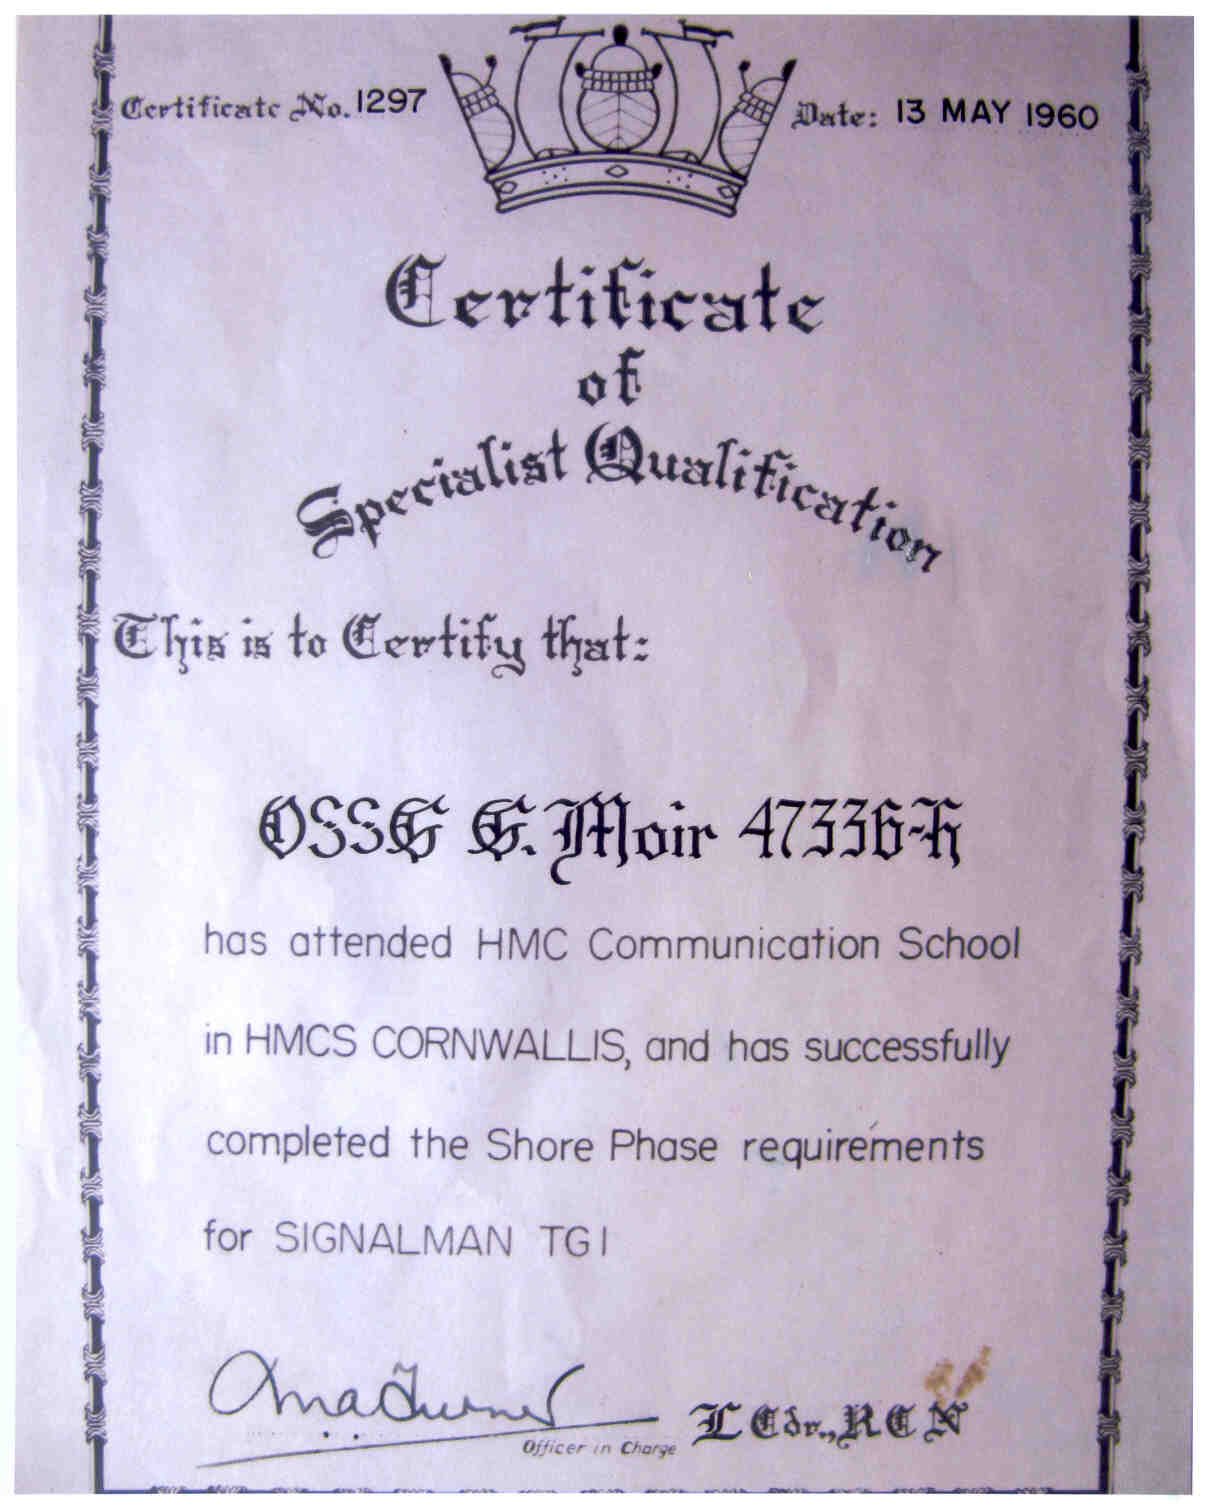 Certificate No. 1297
Date: 13 MAY 1960
Certificate
of
Specialist Qualification
This is to Certify that:
OSSG G. Moir 47336-H
has attended HMC Communication School
in HMCS CORNWALLIS, and has successfully
completed the Shore Phase requirements
for SIGNALMAN TG1
Turner
LCdr., RCN
Officer in Charge